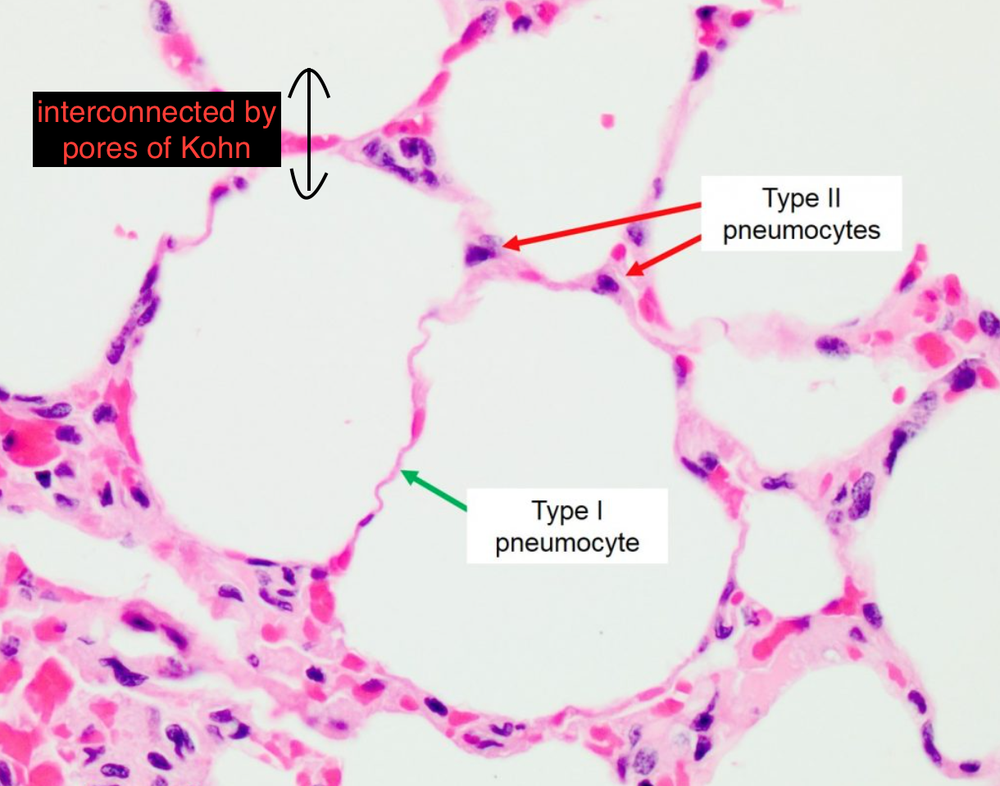 interconnected by
pores of Kohn
Type II
pneumocytes
Type I
pneumocyte